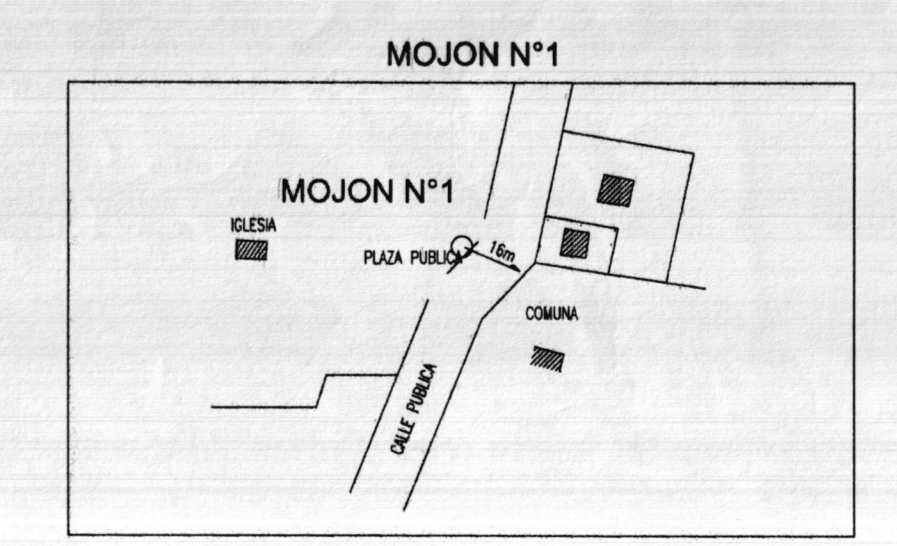 MOJON N°1
MOJON N°1
IGLESIA
PLAZA PUBLICA
16m
COMUNA
CALLE PUBLICA